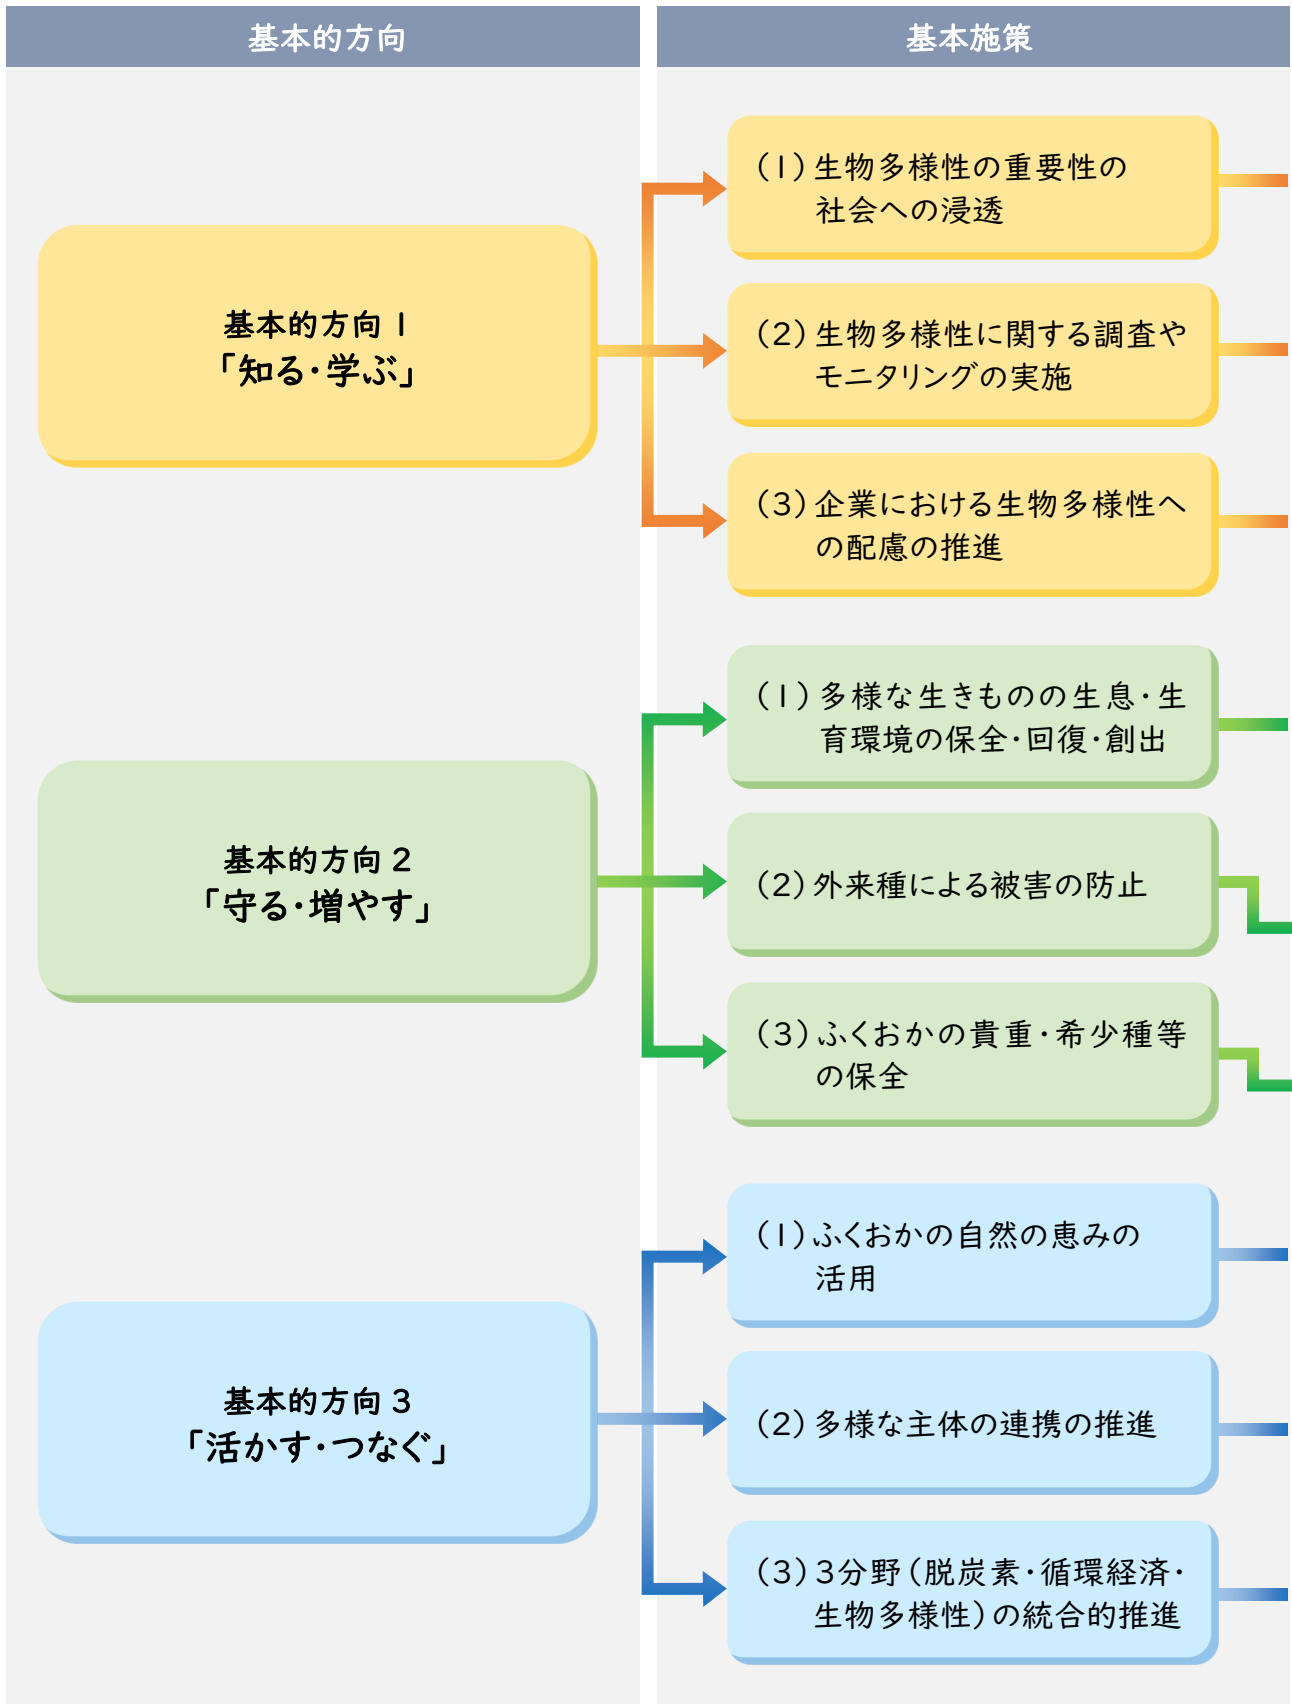 基本的方向
基本施策
基本的方向1
「知る・学ぶ」
(1)生物多様性の重要性の
社会への浸透
(2)生物多様性に関する調査や
モニタリングの実施
(3)企業における生物多様性へ
の配慮の推進
基本的方向2
「守る・増やす」
(1)多様な生きものの生息・生
育環境の保全・回復・創出
(2)外来種による被害の防止
(3)ふくおかの貴重・希少種等
の保全
基本的方向3
「活かす・つなぐ」
(1)ふくおかの自然の恵みの
活用
(2)多様な主体の連携の推進
(3)3分野(脱炭素・循環経済・
生物多様性)の統合的推進